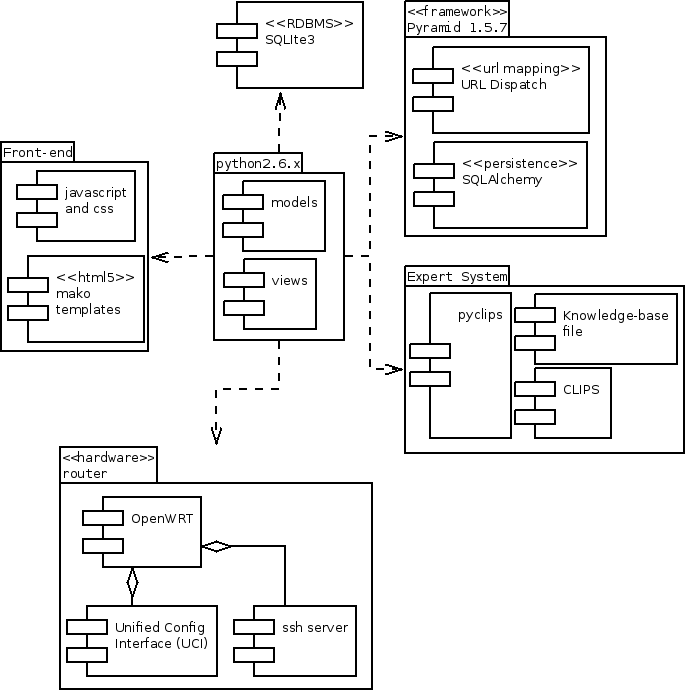 <<RDBMS>>
SQLIte3
<<framework>>
Pyramid 1.5.7
<<url mapping>>
URL Dispatch
<<persistence>>
SQLAlchemy
Front-end
javascript
and css
<<html5>>
mako
templates
python2.6.x
models
views
Expert System
pyclips
Knowledge-base
file
CLIPS
<<hardware>>
router
OpenWRT
Unified Config
Interface (UCI)
ssh server